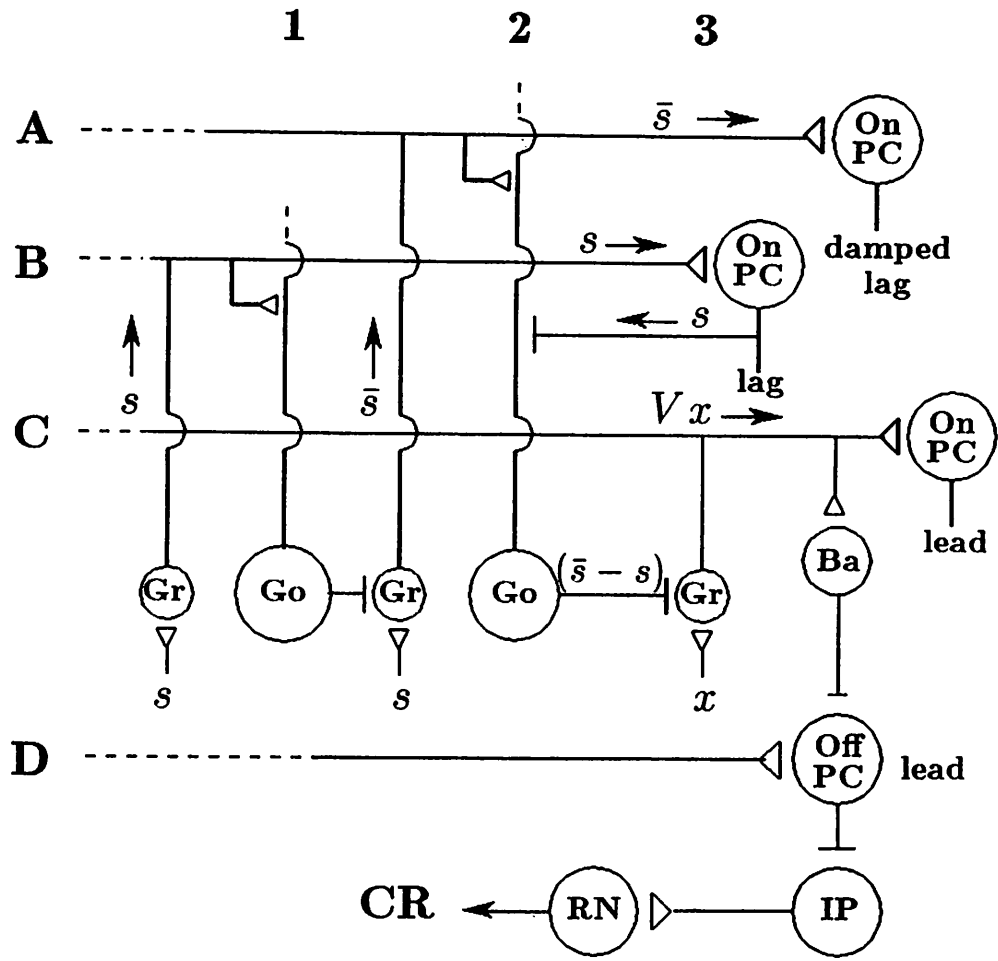 1 2 3
A
s̄
On
PC
damped
lag
B
s
On
PC
s
lag
s
s̄
C
V x
On
PC
lead
Gr
Go
Gr
Go
(s̄ − s)
Gr
Ba
s
s
x
D
Off
PC
lead
CR
RN
IP